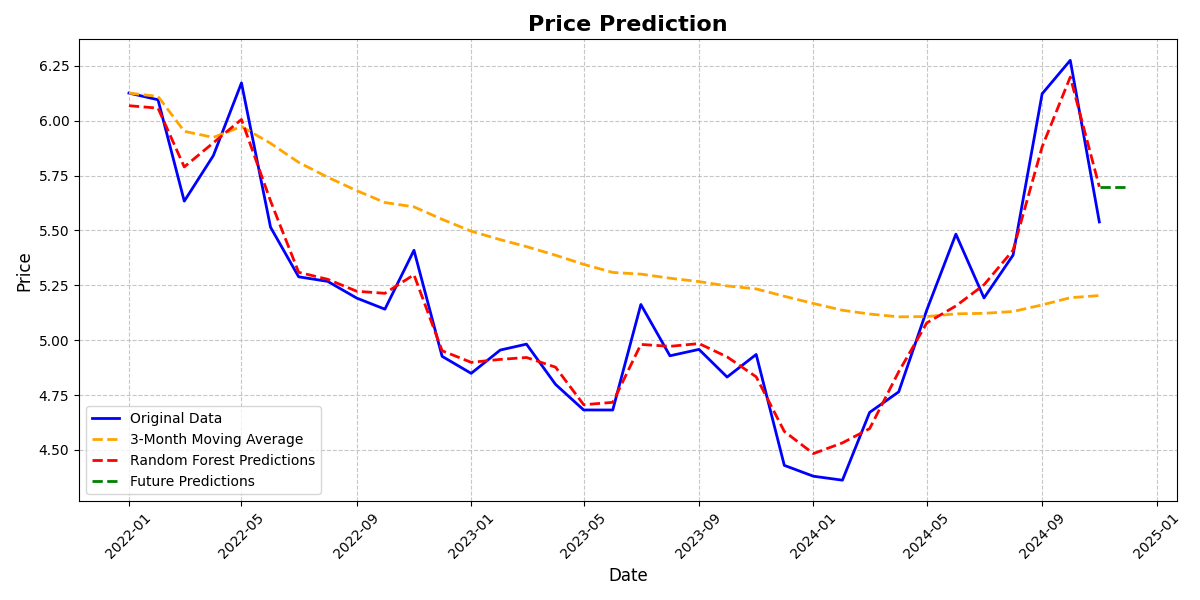 Price Prediction
Price
6.25
6.00
5.75
5.50
5.25
5.00
4.75
4.50
Original Data
3-Month Moving Average
Random Forest Predictions
Future Predictions
2022-01
2022-05
2022-09
2023-01
2023-05
2023-09
2024-01
2024-05
2024-09
2025-01
Date